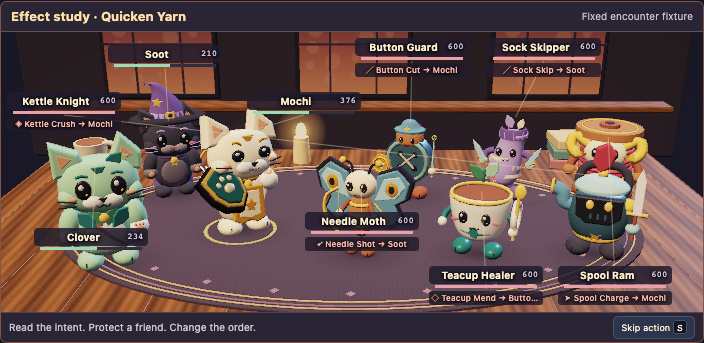 Effect study · Quicken Yarn
Fixed encounter fixture
Soot 210
Button Guard 600
Button Cut → Mochi
Sock Skipper 600
Sock Skip → Soot
Kettle Knight 600
Kettle Crush → Mochi
Mochi 376
Needle Moth 600
Needle Shot → Soot
Clover 234
Teacup Healer 600
Teacup Mend → Butto...
Spool Ram 600
Spool Charge → Mochi
Read the intent. Protect a friend. Change the order.
Skip action S